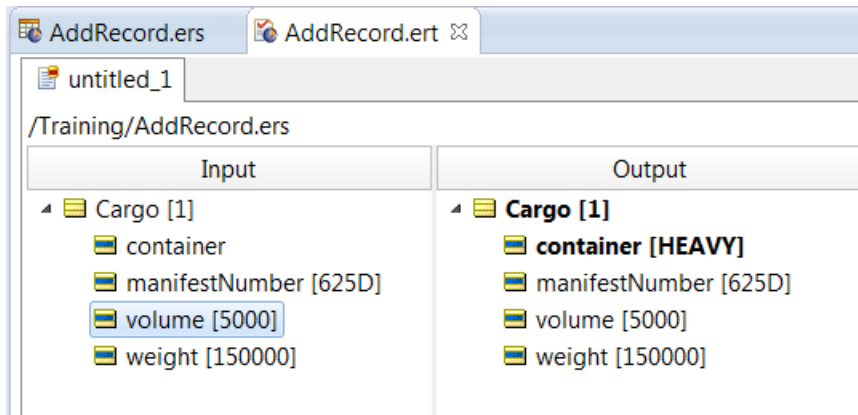 AddRecord.ers AddRecord.ert
untitled_1
/Training/AddRecord.ers
Input Output
Cargo [1] Cargo [1]
container container [HEAVY]
manifestNumber [625D] manifestNumber [625D]
volume [5000] volume [5000]
weight [150000] weight [150000]